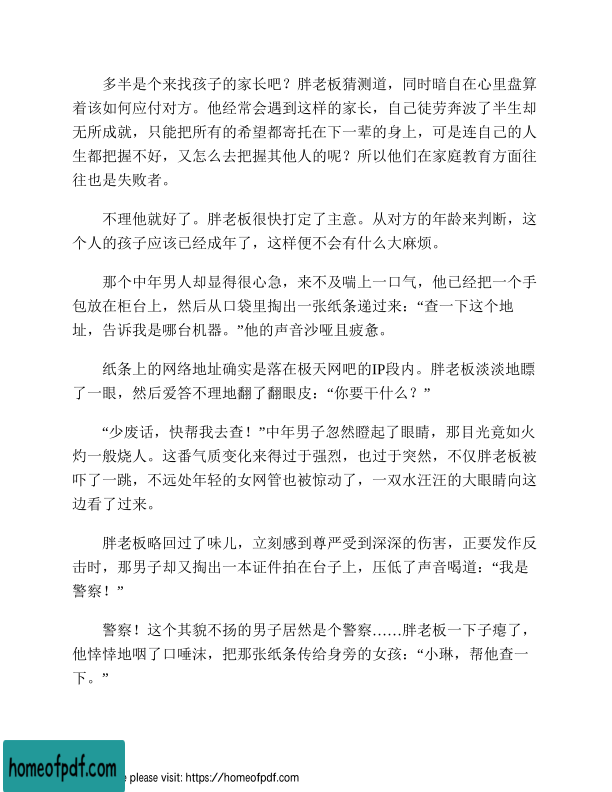 多半是个来找孩子的家长吧？胖老板猜测道，同时暗自在心里盘算
着该如何应付对方。他经常会遇到这样的家长，自己徒劳奔波了半生却
无所成就，只能把所有的希望都寄托在下一辈的身上，可是连自己的人
生都把握不好，又怎么去把握其他人的呢？所以他们在家庭教育方面往
往也是失败者。
不理他就好了。胖老板很快打定了主意。从对方的年龄来判断，这
个人的孩子应该已经成年了，这样便不会有什么大麻烦。
那个中年男人却显得很心急，来不及喘上一口气，他已经把一个手
包放在柜台上，然后从口袋里掏出一张纸条递过来：“查一下这个地
址，告诉我是哪台机器。”他的声音沙哑且疲惫。
纸条上的网络地址确实是落在极天网吧的IP段内。胖老板淡淡地瞟
了一眼，然后爱答不理地翻了翻眼皮：“你要干什么？”
“少废话，快帮我去查！”中年男子忽然瞪起了眼睛，那目光竟如火
灼一般烧人。这番气质变化来得过于强烈，也过于突然，不仅胖老板被
吓了一跳，不远处年轻的女网管也被惊动了，一双水汪汪的大眼睛向这
边看了过来。
胖老板略回过了味儿，立刻感到尊严受到深深的伤害，正要发作反
击时，那男子却又掏出一本证件拍在台子上，压低了声音喝道：“我是
警察！”
警察！这个其貌不扬的男子居然是个警察……胖老板一下子瘪了，
他悻悻地咽了口唾沫，把那张纸条传给身旁的女孩：“小琳，帮他查一
下。”
homeofpdf.com
e please visit: https://homeofpdf.com